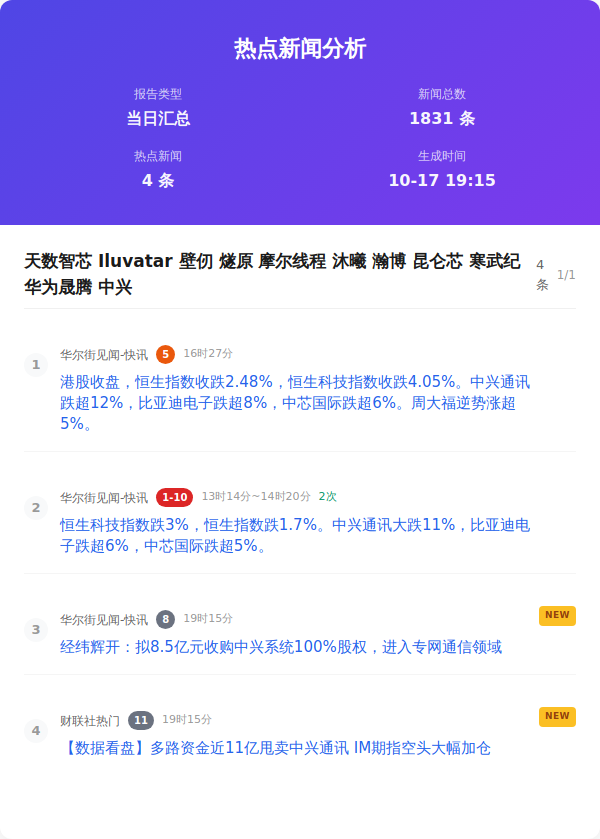 热点新闻分析
报告类型
当日汇总
新闻总数
1831 条
热点新闻
4 条
生成时间
10-17 19:15
天数智芯 Iluvatar 壁仞 燧原 摩尔线程 沐曦 瀚博 昆仑芯 寒武纪
华为晟腾 中兴
4
条
1/1
1
华尔街见闻-快讯 5 16时27分
港股收盘，恒生指数收跌2.48%，恒生科技指数收跌4.05%。中兴通讯
跌超12%，比亚迪电子跌超8%，中芯国际跌超6%。周大福逆势涨超
5%。
2
华尔街见闻-快讯 1-10 13时14分~14时20分 2次
恒生科技指数跌3%，恒生指数跌1.7%。中兴通讯大跌11%，比亚迪电
子跌超6%，中芯国际跌超5%。
3
华尔街见闻-快讯 8 19时15分
NEW
经纬辉开：拟8.5亿元收购中兴系统100%股权，进入专网通信领域
4
财联社热门 11 19时15分
NEW
【数据看盘】多路资金近11亿甩卖中兴通讯 IM期指空头大幅加仓